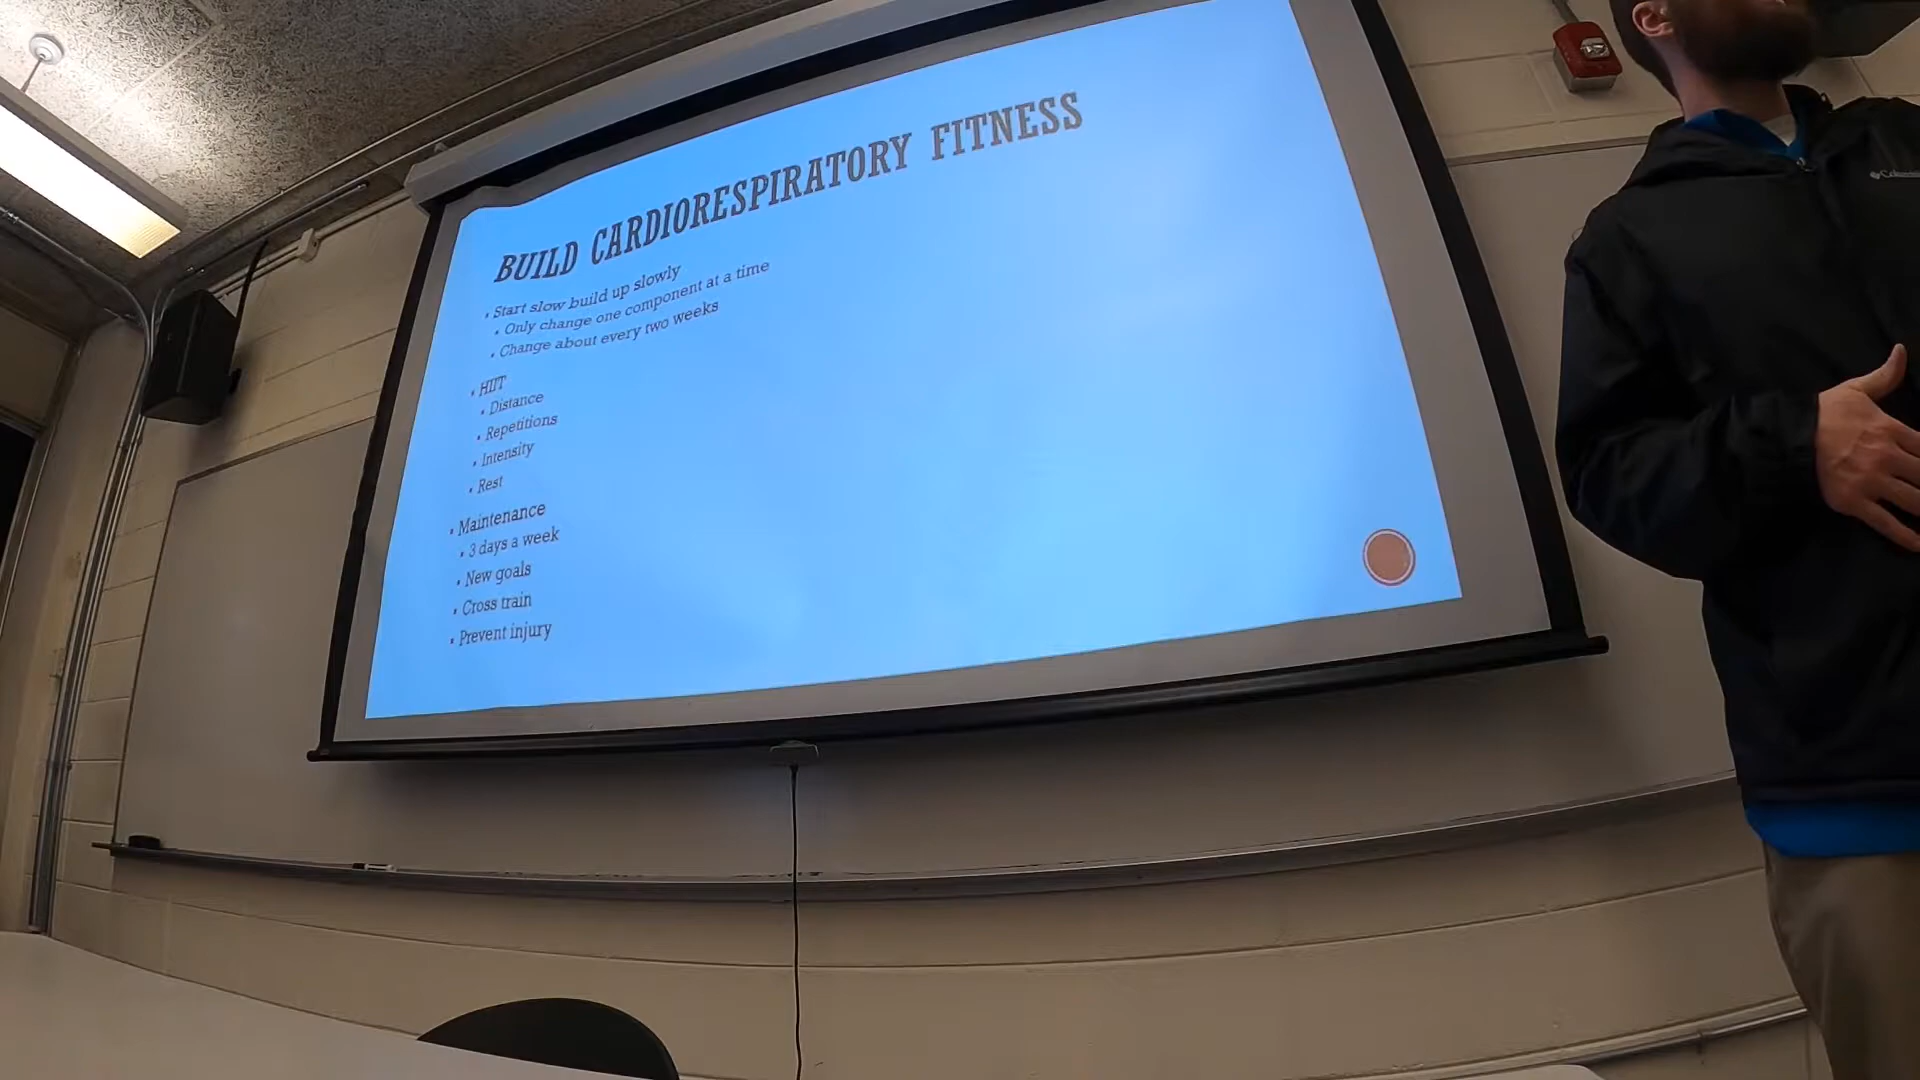 BUILD CARDIORESPIRATORY FITNESS
Start slow build up slowly
Only change one component at a time
Change about every two weeks
HIIT
Distance
Repetitions
Intensity
Rest
Maintenance
3 days a week
New goals
Cross train
Prevent injury
Columbia